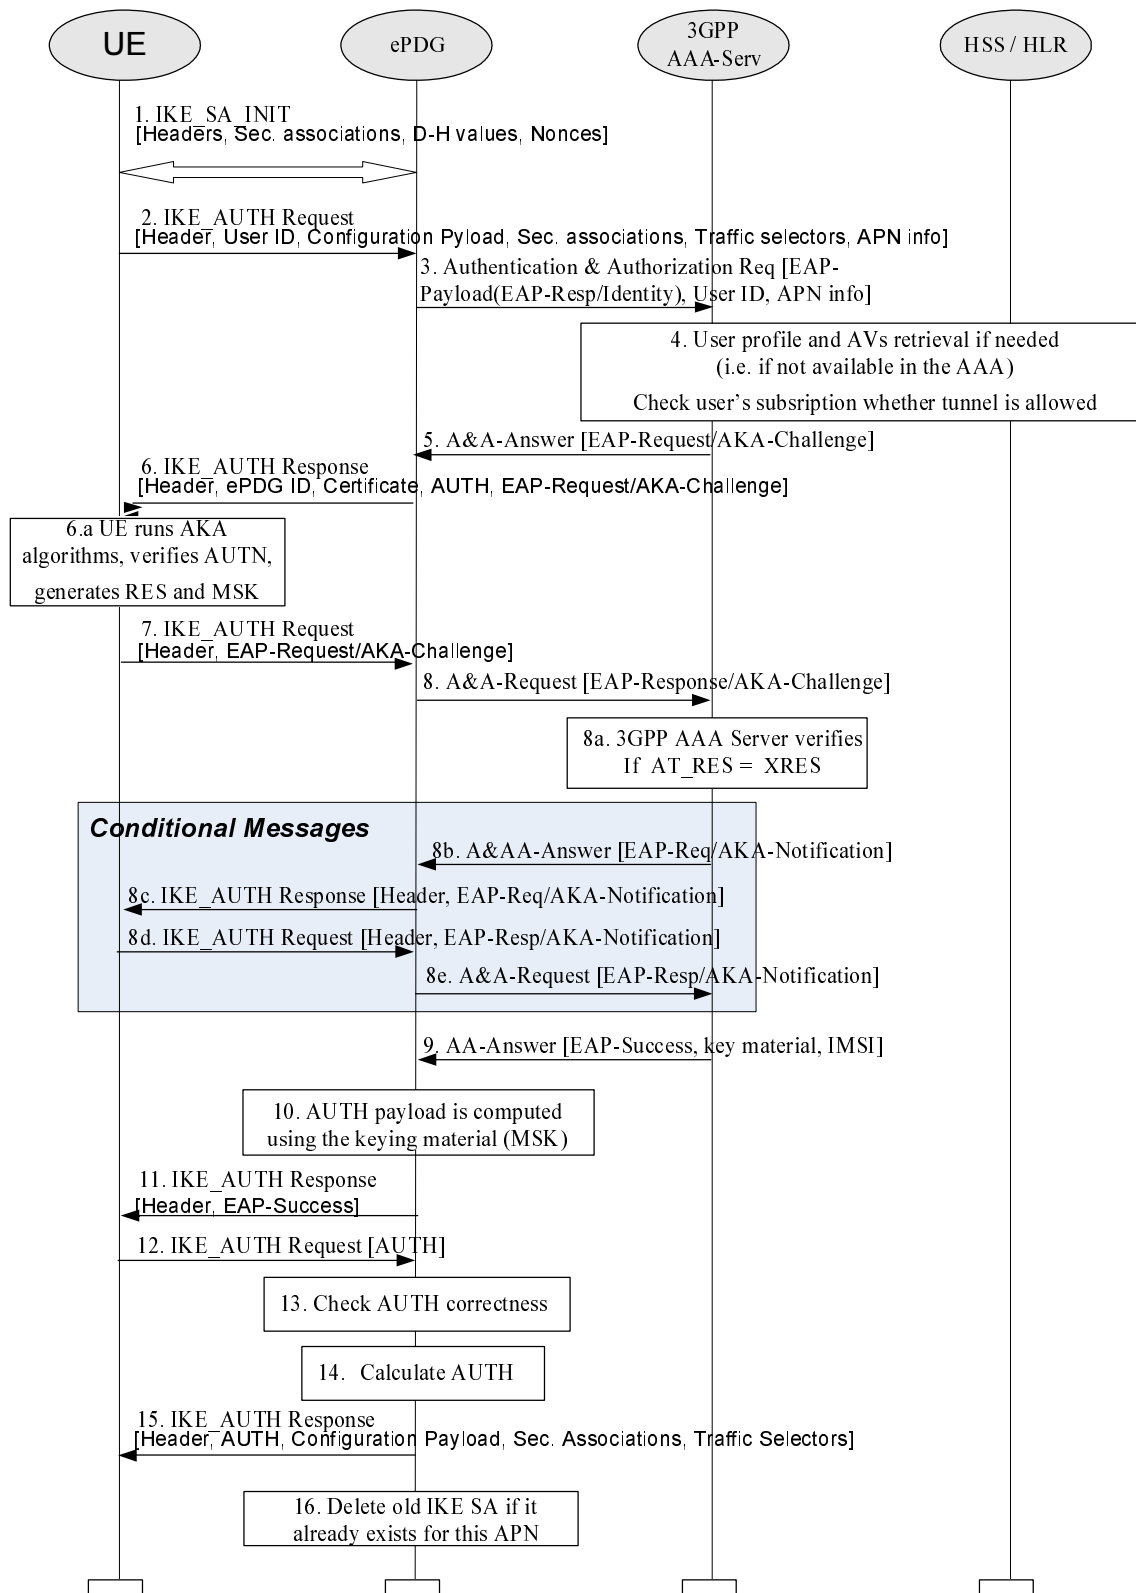 UE
ePDG
3GPP
AAA-Serv
HSS / HLR
1. IKE_SA_INIT
[Headers, Sec. associations, D-H values, Nonces]
2. IKE_AUTH Request
[Header, User ID, Configuration Pyload, Sec. associations, Traffic selectors, APN info]
3. Authentication & Authorization Req [EAP-
Payload(EAP-Resp/Identity), User ID, APN info]
4. User profile and AVs retrieval if needed
(i.e. if not available in the AAA)
Check user's subsription whether tunnel is allowed
5. A&A-Answer [EAP-Request/AKA-Challenge]
6. IKE_AUTH Response
[Header, ePDG ID, Certificate, AUTH, EAP-Request/AKA-Challenge]
6.a UE runs AKA
algorithms, verifies AUTN,
generates RES and MSK
7. IKE_AUTH Request
[Header, EAP-Request/AKA-Challenge]
8. A&A-Request [EAP-Response/AKA-Challenge]
8a. 3GPP AAA Server verifies
If AT_RES = XRES
Conditional Messages
8b. A&AA-Answer [EAP-Req/AKA-Notification]
8c. IKE_AUTH Response [Header, EAP-Req/AKA-Notification]
8d. IKE_AUTH Request [Header, EAP-Resp/AKA-Notification]
8e. A&A-Request [EAP-Resp/AKA-Notification]
9. AA-Answer [EAP-Success, key material, IMSI]
10. AUTH payload is computed
using the keying material (MSK)
11. IKE_AUTH Response
[Header, EAP-Success]
12. IKE_AUTH Request [AUTH]
13. Check AUTH correctness
14. Calculate AUTH
15. IKE_AUTH Response
[Header, AUTH, Configuration Payload, Sec. Associations, Traffic Selectors]
16. Delete old IKE SA if it
already exists for this APN